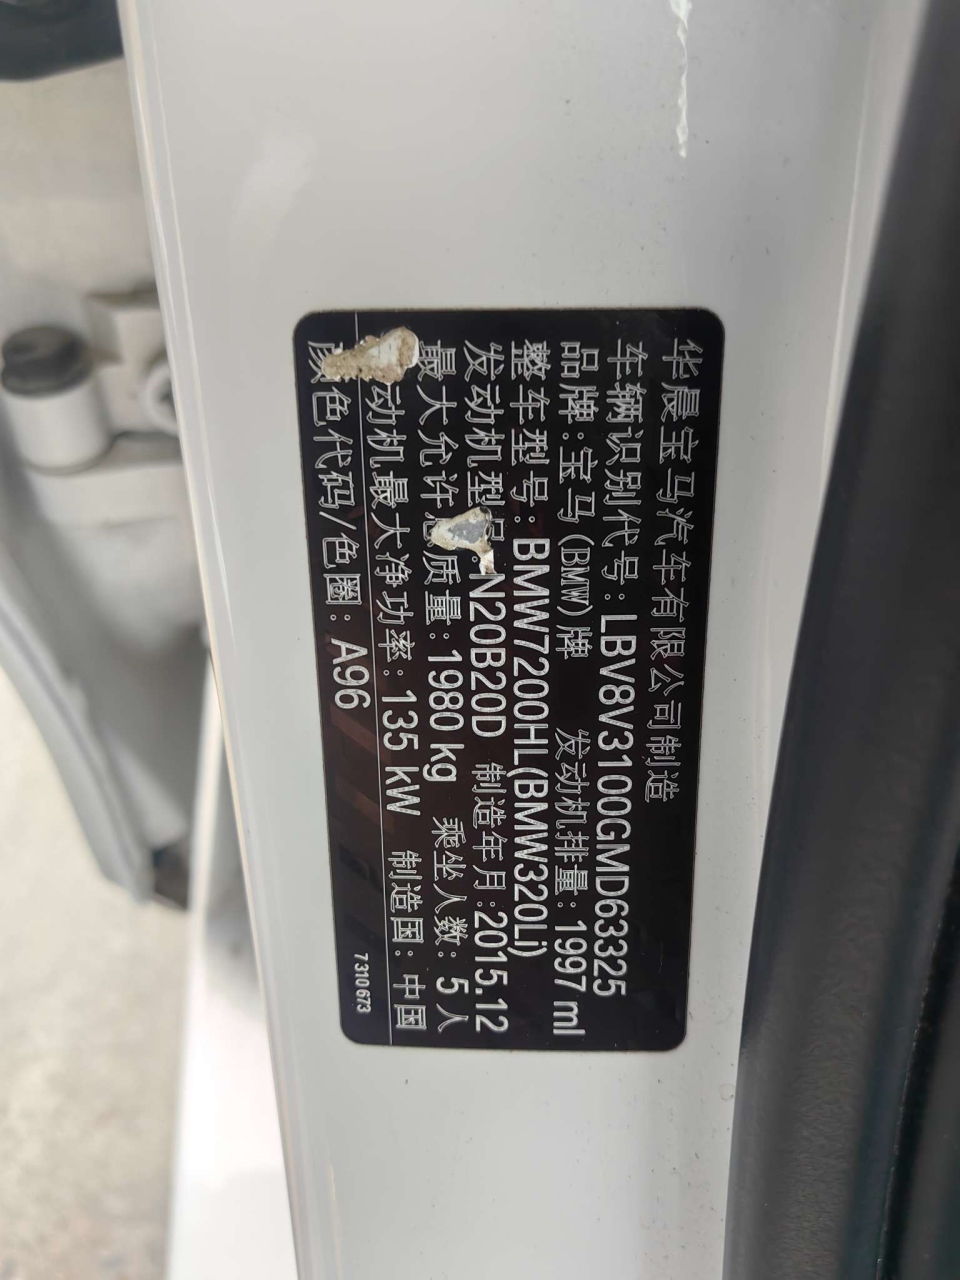 华晨宝马汽车有限公司制造
车辆识别代号: LBV8V3100GMD63325
品牌:宝马(BMW)牌 发动机排量: 1997 ml
整车型号: BMW7200HL(BMW320Li)
发动机型号:N20B20D 制造年月:2015.12
最大允许 质量: 1980 kg 乘坐人数: 5 人
动机最大净功率: 135 kW 制造国: 中国
颜色代码/色圈: A96
7 310 673